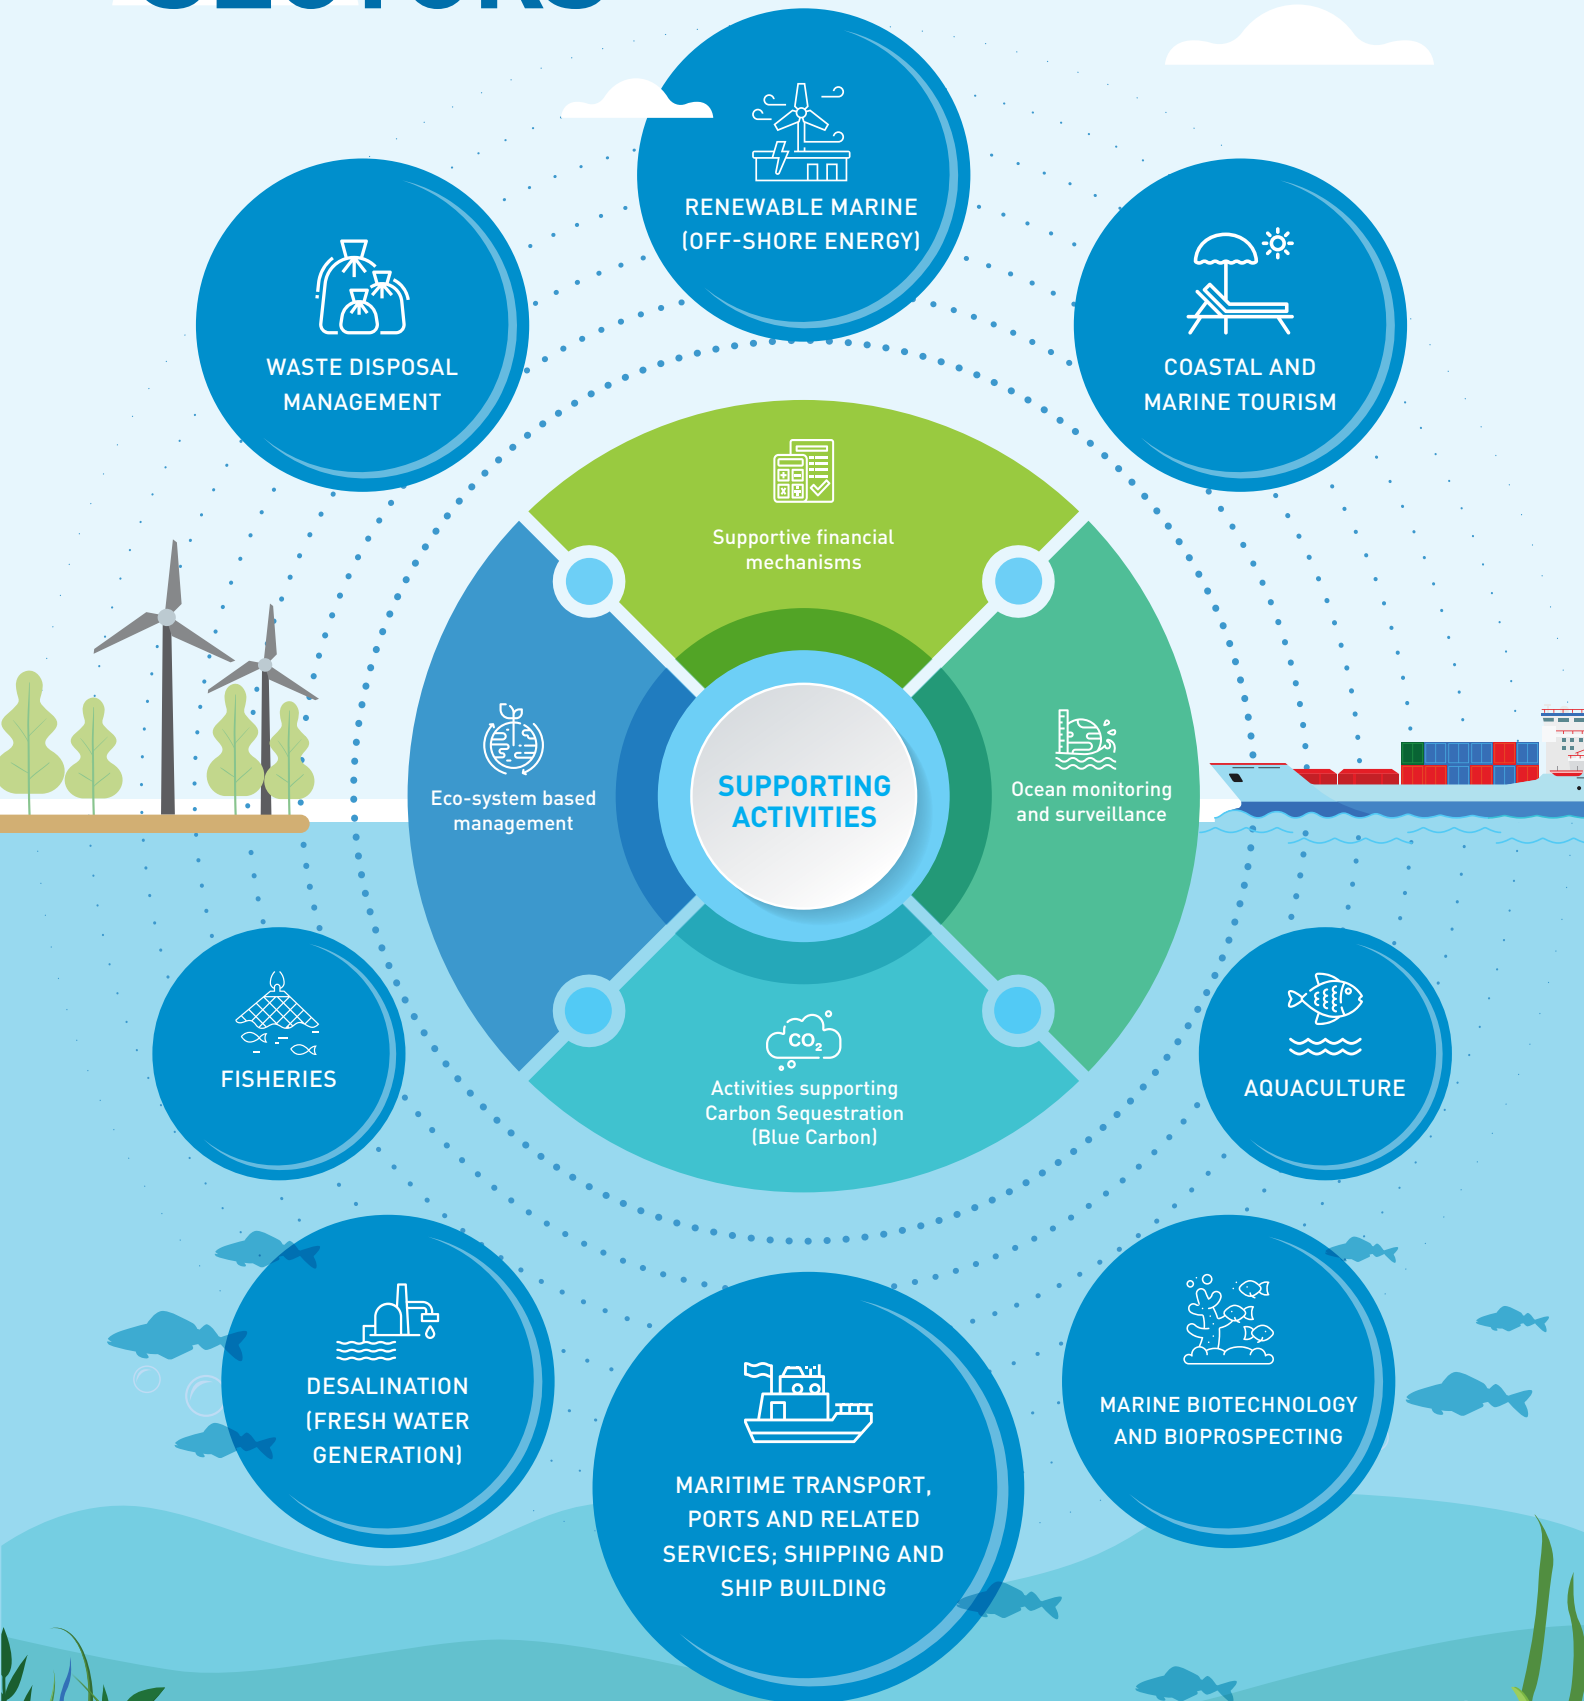 SECTORS
RENEWABLE MARINE
(OFF-SHORE ENERGY)
WASTE DISPOSAL
MANAGEMENT
COASTAL AND
MARINE TOURISM
Supportive financial
mechanisms
Eco-system based
management
SUPPORTING
ACTIVITIES
Ocean monitoring
and surveillance
CO₂
Activities supporting
Carbon Sequestration
(Blue Carbon)
FISHERIES
AQUACULTURE
DESALINATION
(FRESH WATER
GENERATION)
MARITIME TRANSPORT,
PORTS AND RELATED
SERVICES; SHIPPING AND
SHIP BUILDING
MARINE BIOTECHNOLOGY
AND BIOPROSPECTING